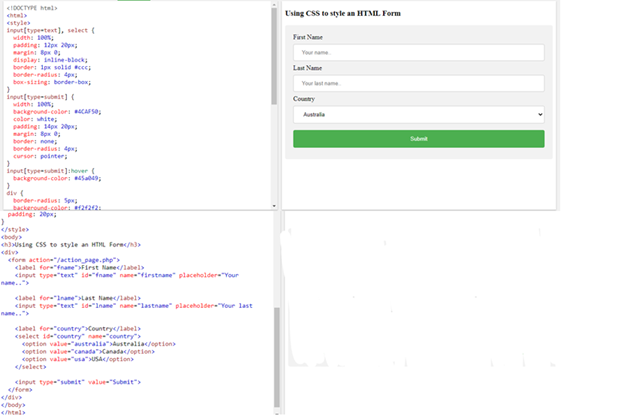 <!DOCTYPE html>
<html>
<style>
input[type=text], select {
  width: 100%;
  padding: 12px 20px;
  margin: 8px 0;
  display: inline-block;
  border: 1px solid #ccc;
  border-radius: 4px;
  box-sizing: border-box;
}
input[type=submit] {
  width: 100%;
  background-color: #4CAF50;
  color: white;
  padding: 14px 20px;
  margin: 8px 0;
  border: none;
  border-radius: 4px;
  cursor: pointer;
}
input[type=submit]:hover {
  background-color: #45a049;
}
div {
  border-radius: 5px;
  background-color: #f2f2f2;
  padding: 20px;
}
</style>
<body>
<h3>Using CSS to style an HTML Form</h3>
<div>
  <form action="/action_page.php">
    <label for="fname">First Name</label>
    <input type="text" id="fname" name="firstname" placeholder="Your
name..">
    <label for="lname">Last Name</label>
    <input type="text" id="lname" name="lastname" placeholder="Your last
name..">
    <label for="country">Country</label>
    <select id="country" name="country">
      <option value="australia">Australia</option>
      <option value="canada">Canada</option>
      <option value="usa">USA</option>
    </select>
    <input type="submit" value="Submit">
  </form>
</div>
</body>
</html>
Using CSS to style an HTML Form
First Name
Your name..
Last Name
Your last name..
Country
Australia
Submit